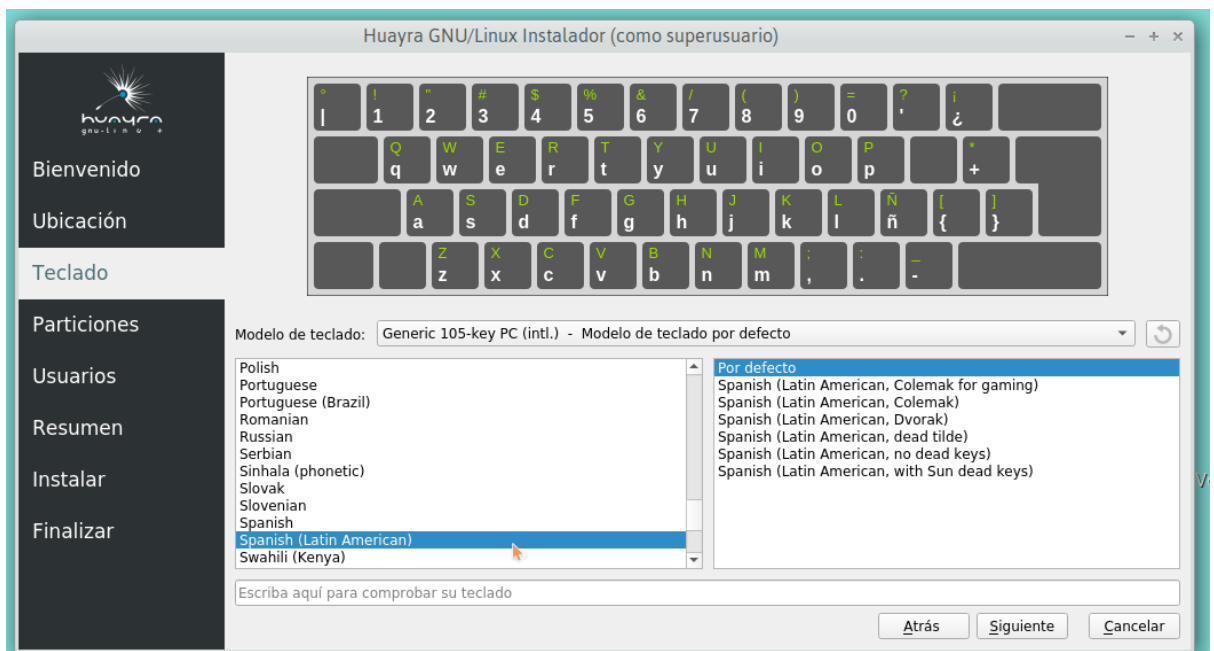 Huayra GNU/Linux Instalador (como superusuario)
huayra
gnu-linux
Bienvenido
Ubicación
Teclado
Particiones
Usuarios
Resumen
Instalar
Finalizar
° ! " # $ % & / ( ) = ? ¡
| 1 2 3 4 5 6 7 8 9 0 ' ¿
Q W E R T Y U I O P *
q w e r t y u i o p +
A S D F G H J K L Ñ [ ]
a s d f g h j k l ñ { }
Z X C V B N M ; : _
z x c v b n m , . -
Modelo de teclado: Generic 105-key PC (intl.) - Modelo de teclado por defecto
Polish
Portuguese
Portuguese (Brazil)
Romanian
Russian
Serbian
Sinhala (phonetic)
Slovak
Slovenian
Spanish
Spanish (Latin American)
Swahili (Kenya)
Por defecto
Spanish (Latin American, Colemak for gaming)
Spanish (Latin American, Colemak)
Spanish (Latin American, Dvorak)
Spanish (Latin American, dead tilde)
Spanish (Latin American, no dead keys)
Spanish (Latin American, with Sun dead keys)
Escriba aquí para comprobar su teclado
Atrás Siguiente Cancelar